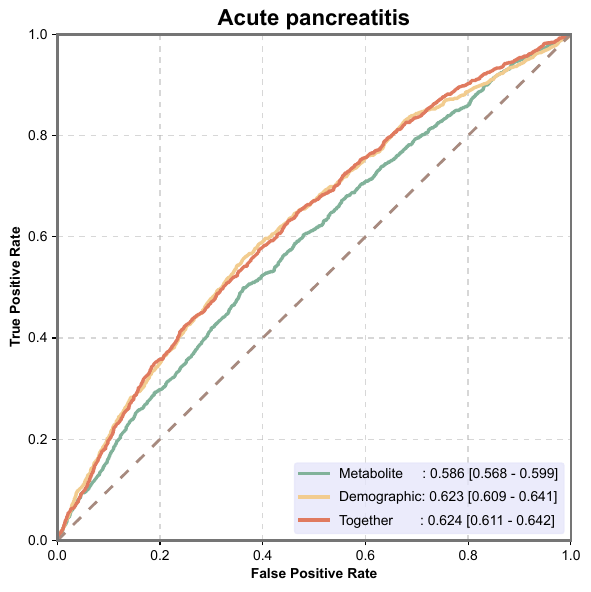 Acute pancreatitis
1.0
0.8
0.6
0.4
0.2
0.0
True Positive Rate
Metabolite : 0.586 [0.568 - 0.599]
Demographic: 0.623 [0.609 - 0.641]
Together : 0.624 [0.611 - 0.642]
0.0 0.2 0.4 0.6 0.8 1.0
False Positive Rate